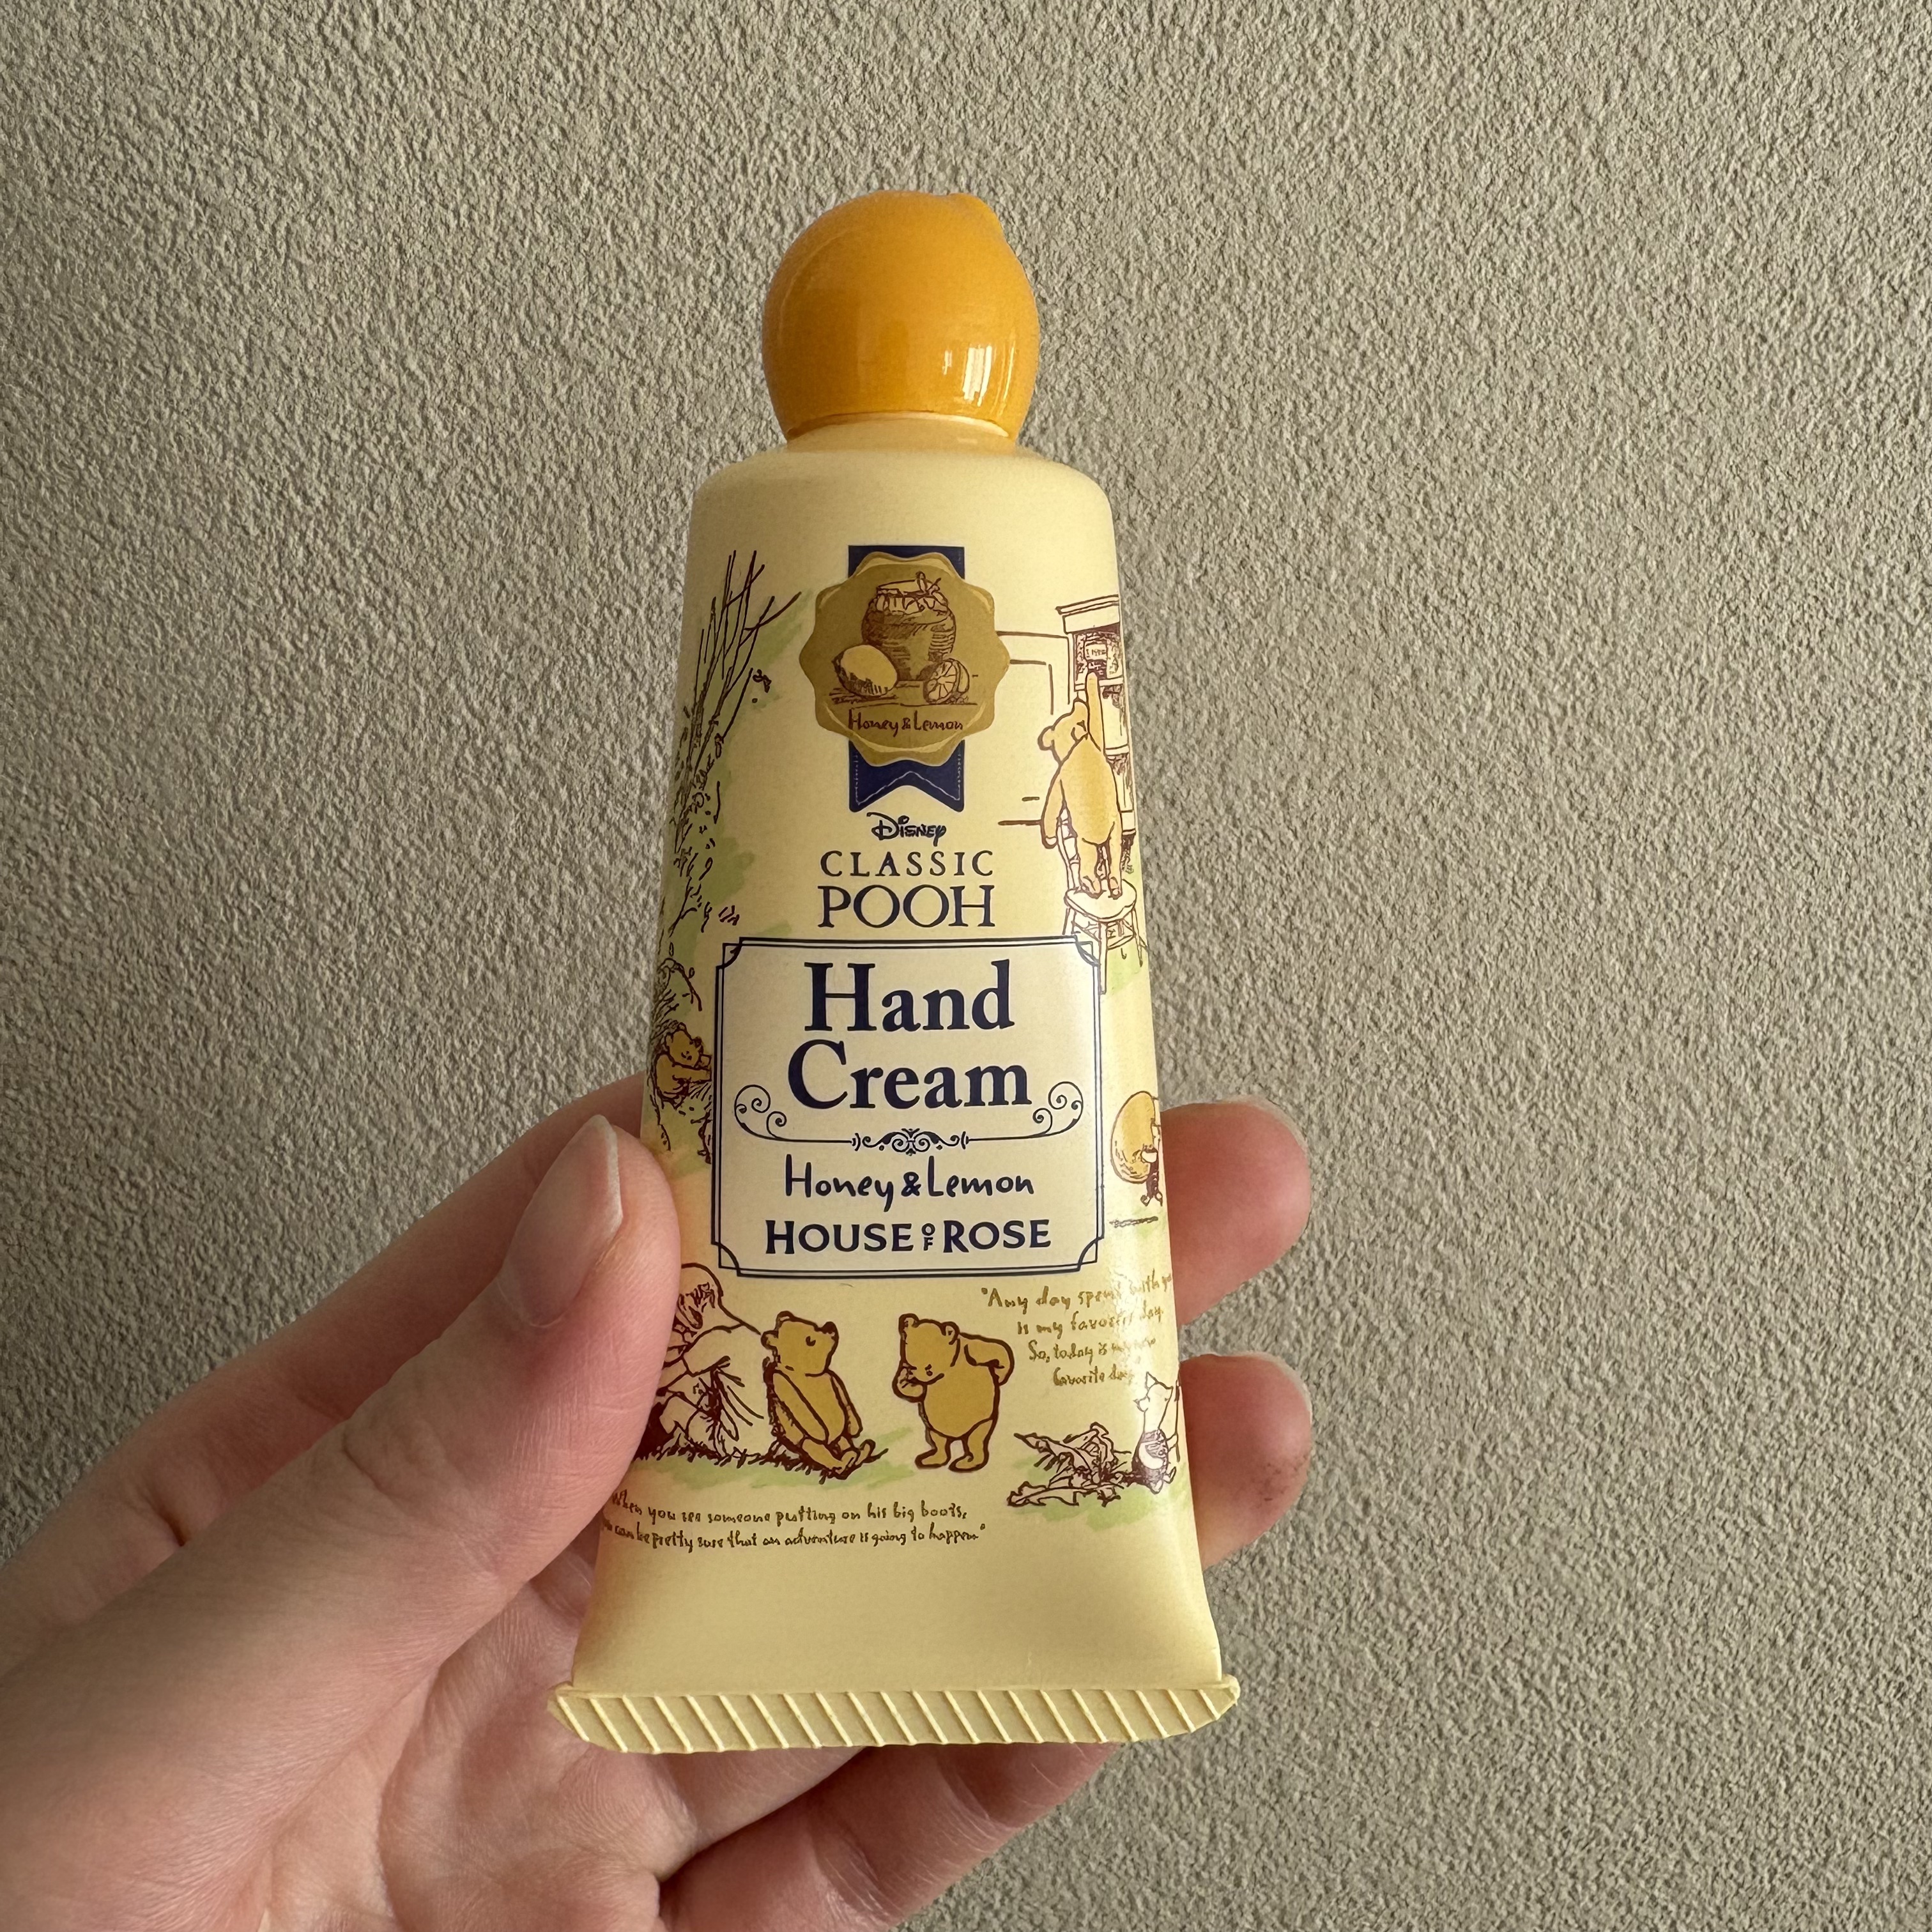 Honey & Lemon
Disney
CLASSIC
POOH
Hand
Cream
Honey & Lemon
HOUSE OF ROSE
"Any day spent with
is my favorite day.
So, today is my new
favorite day."
When you see someone putting on his big boots,
can be pretty sure that an adventure is going to happen"